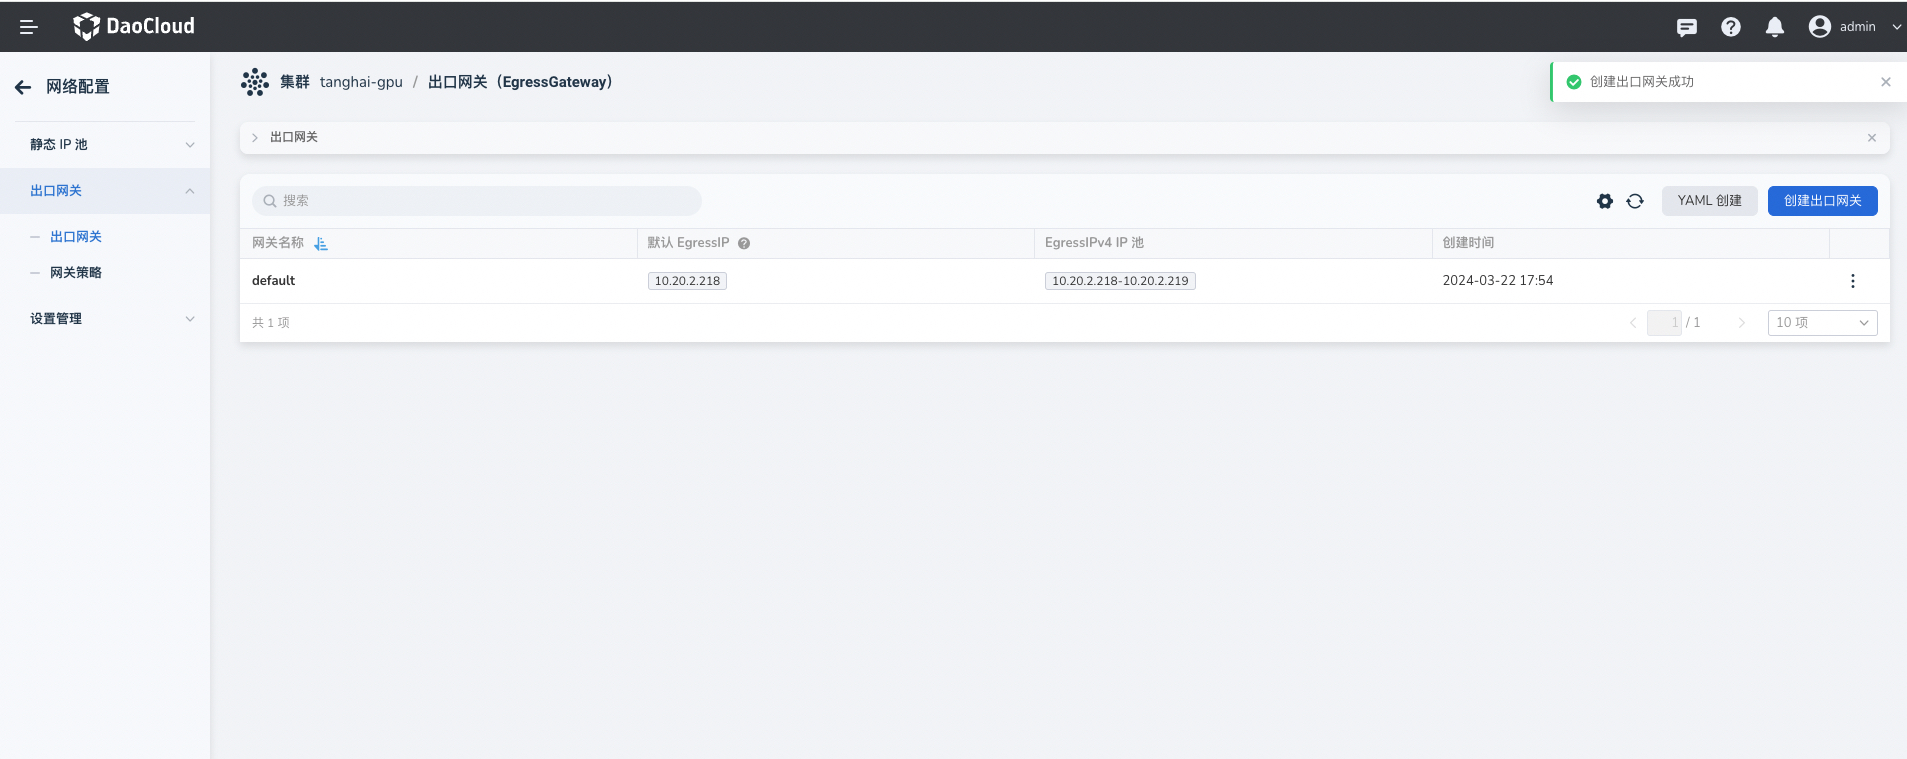 DaoCloud
admin
网络配置
静态 IP 池
出口网关
出口网关
网关策略
设置管理
集群 tanghai-gpu / 出口网关（EgressGateway）
创建出口网关成功
出口网关
搜索
YAML 创建
创建出口网关
网关名称 默认 EgressIP EgressIPv4 IP 池 创建时间
default 10.20.2.218 10.20.2.218-10.20.2.219 2024-03-22 17:54
共 1 项
1 / 1
10 项